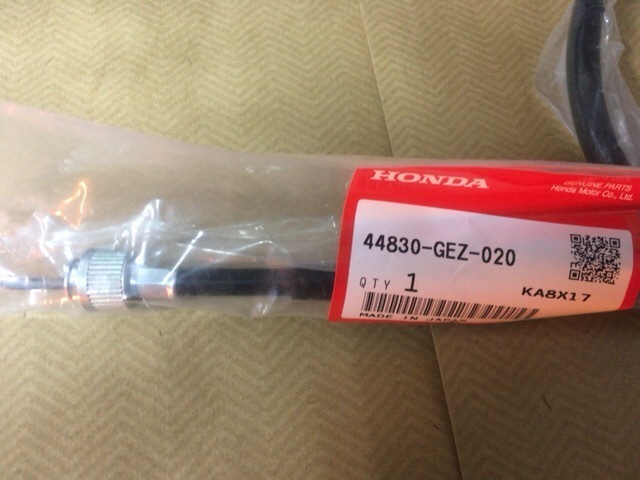 HONDA
GENUINE PARTS
Honda Motor Co., Ltd.
44830-GEZ-020
QTY 1
KA8X17
MADE IN JAPAN